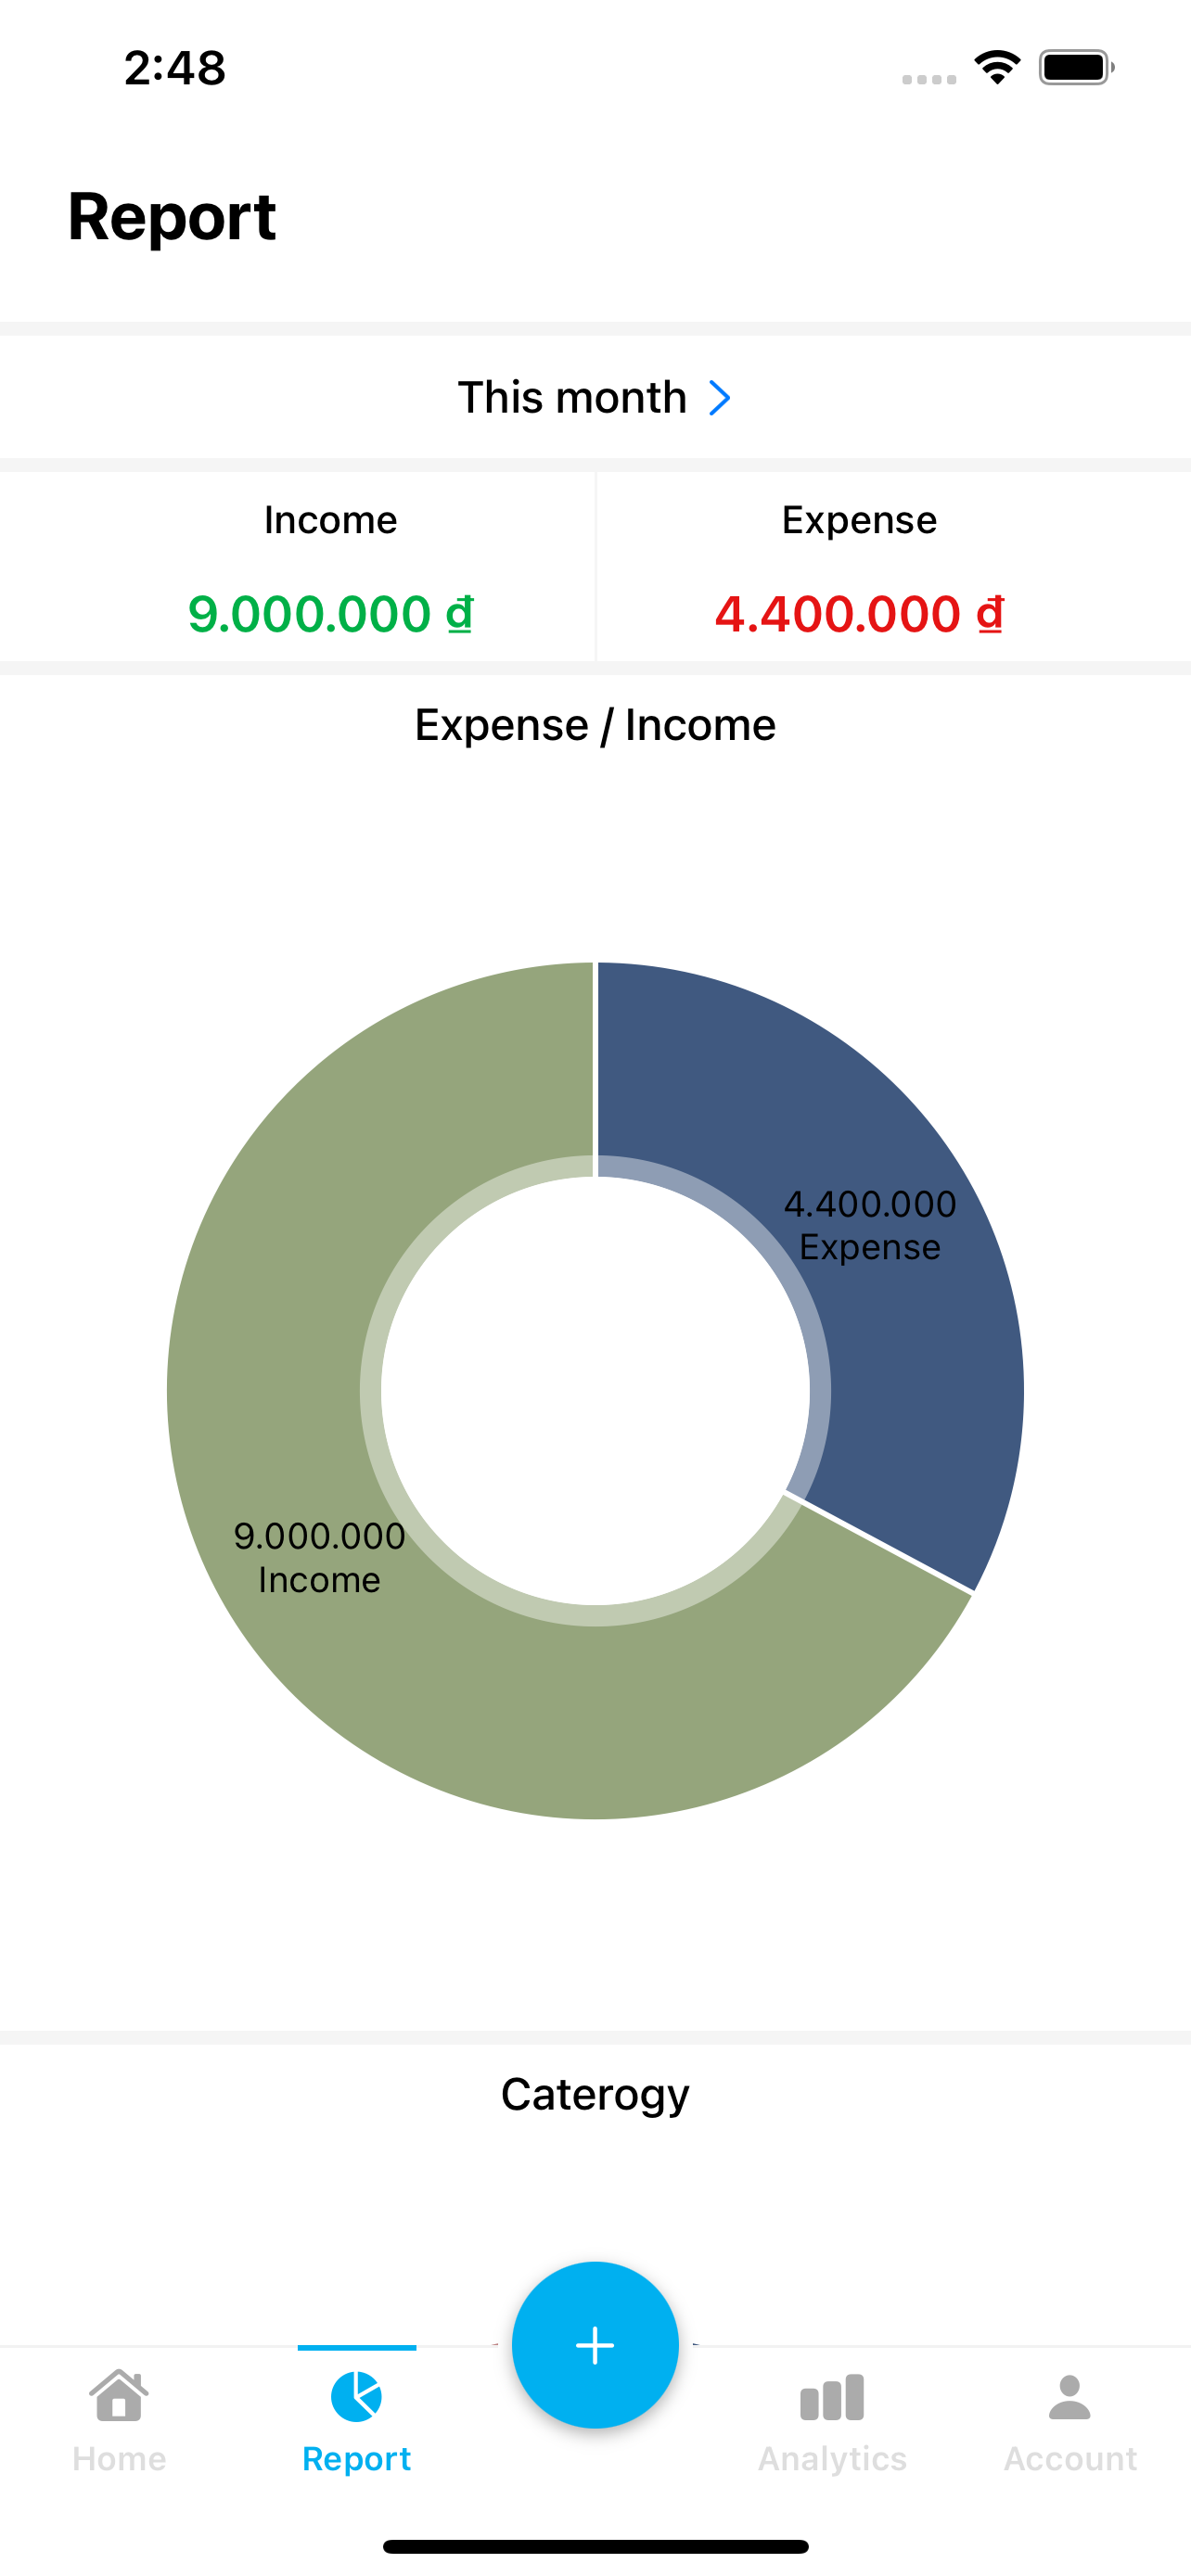 2:48
Report
This month
Income
Expense
9.000.000 ₫
4.400.000 ₫
Expense / Income
4.400.000
Expense
9.000.000
Income
Caterogy
Home
Report
Analytics
Account